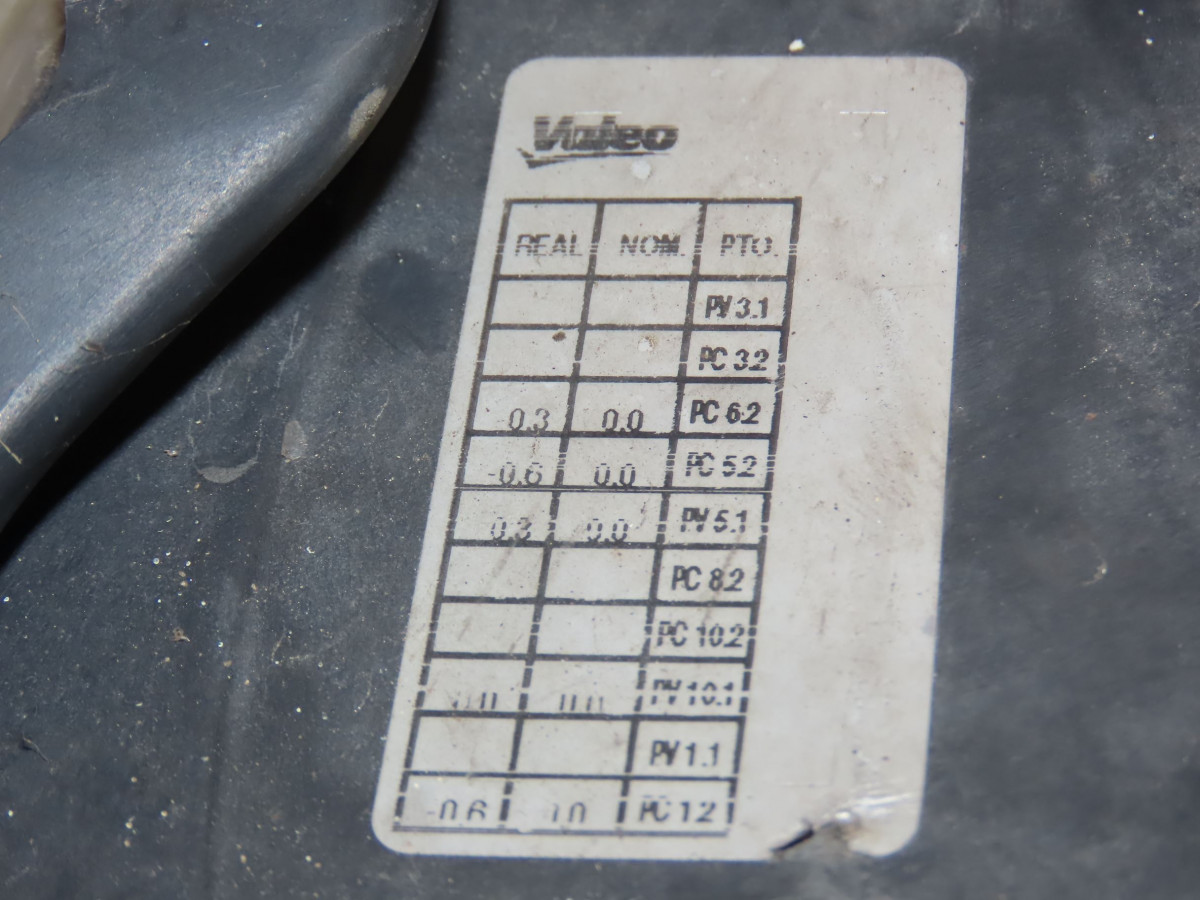 Valeo
REAL NOM. PTO.
PV 3.1
PC 3.2
0.3 0.0 PC 6.2
-0.6 0.0 PC 5.2
0.3 0.0 PV 5.1
PC 8.2
PC 10.2
PV 10.1
PV 1.1
-0.6 PC 1.2